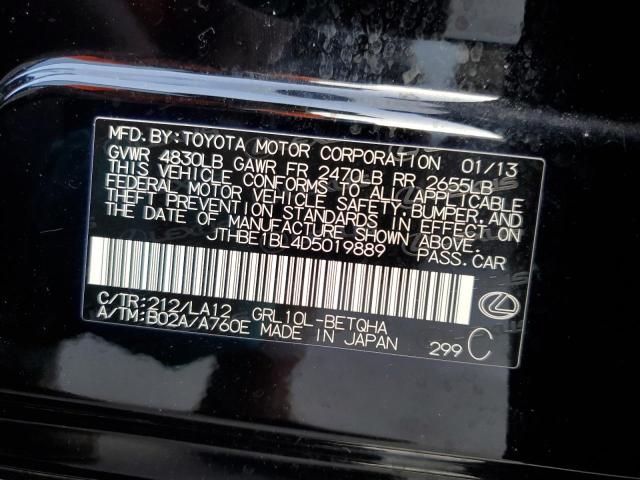 MFD. BY: TOYOTA MOTOR CORPORATION 01/13
GVWR 4830LB GAWR FR 2470LB RR 2655LB
THIS VEHICLE CONFORMS TO ALL APPLICABLE
FEDERAL MOTOR VEHICLE SAFETY, BUMPER, AND
THEFT PREVENTION STANDARDS IN EFFECT ON
THE DATE OF MANUFACTURE SHOWN ABOVE.
JTHBE1BL4D5019889 PASS. CAR
C/TR: 212/LA12 GRL10L-BETQHA
A/TM: B02A/A760E MADE IN JAPAN
299 C